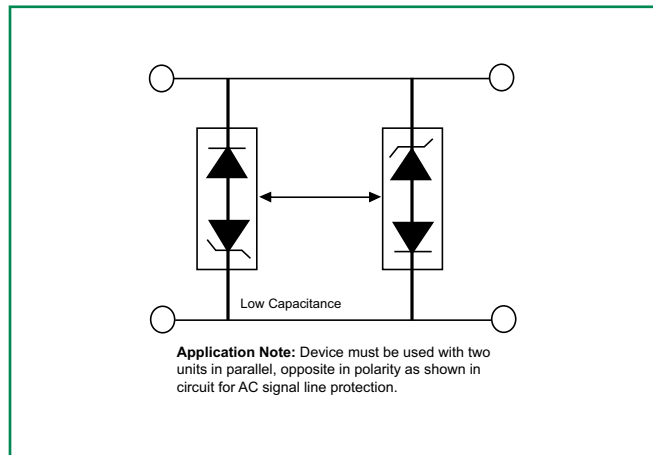 Low Capacitance
Application Note: Device must be used with two
units in parallel, opposite in polarity as shown in
circuit for AC signal line protection.